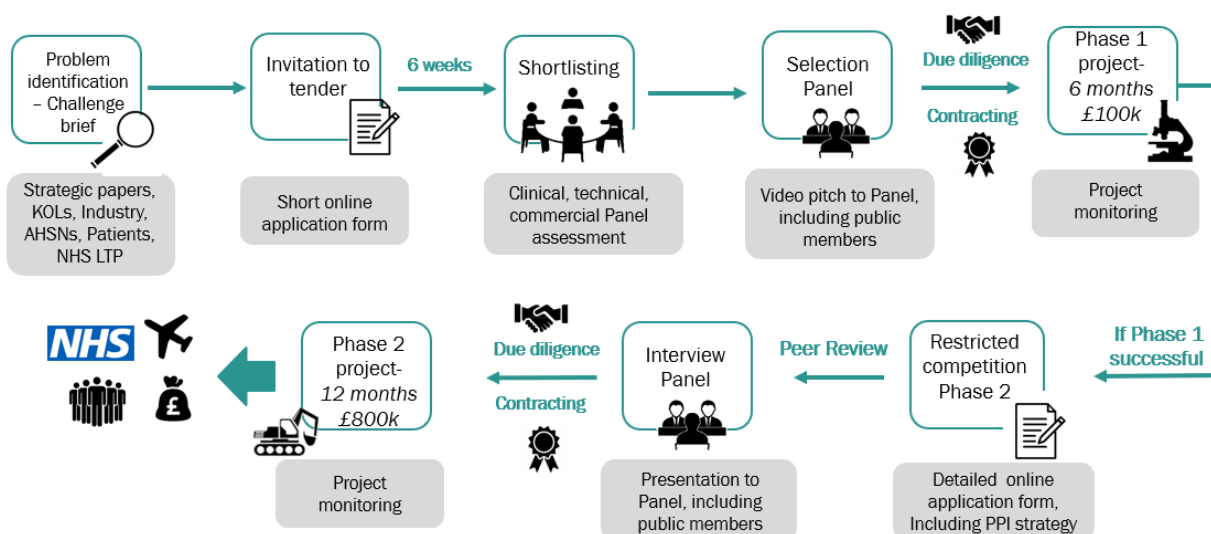 Problem
identification
– Challenge
brief
Strategic papers,
KOLs, Industry,
AHSNs, Patients,
NHS LTP
Invitation to
tender
Short online
application form
6 weeks
Shortlisting
Clinical, technical,
commercial Panel
assessment
Selection
Panel
Video pitch to Panel,
including public
members
Due diligence
Contracting
Phase 1
project-
6 months
£100k
Project
monitoring
If Phase 1
successful
Restricted
competition
Phase 2
Detailed online
application form,
Including PPI strategy
Peer Review
Interview
Panel
Presentation to
Panel, including
public members
Due diligence
Contracting
Phase 2
project-
12 months
£800k
Project
monitoring
NHS
£